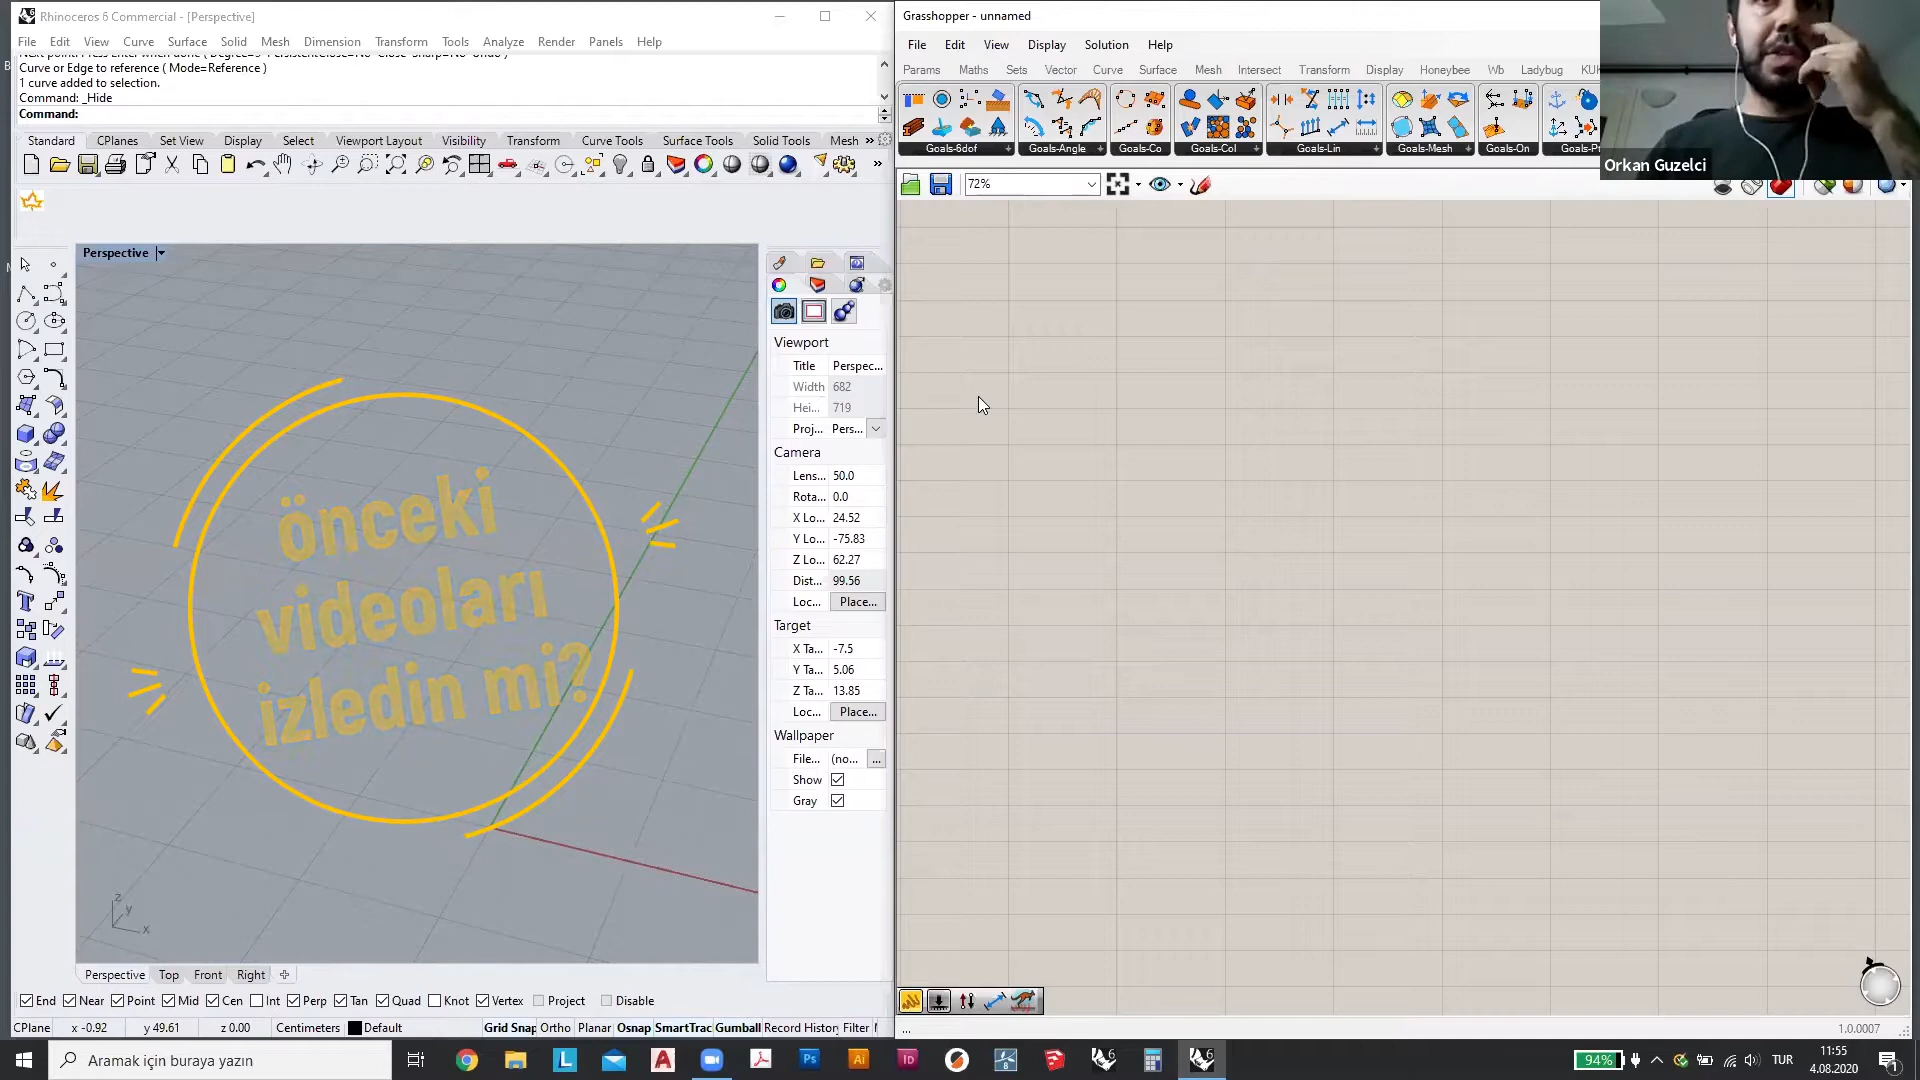 Rhinoceros 6 Commercial - [Perspective]
File Edit View Curve Surface Solid Mesh Dimension Transform Tools Analyze Render Panels Help
Curve or Edge to reference ( Mode=Reference )
1 curve added to selection.
Command: _Hide
Command:
Standard CPlanes Set View Display Select Viewport Layout Visibility Transform Curve Tools Surface Tools Solid Tools Mesh »
Perspective
önceki
videoları
izledin mi?
z
y
x
Viewport
Title Perspec...
Width 682
Hei... 719
Proj... Pers...
Camera
Lens... 50.0
Rota... 0.0
X Lo... 24.52
Y Lo... -75.83
Z Lo... 62.27
Dist... 99.56
Loc... Place...
Target
X Ta... -7.5
Y Ta... 5.06
Z Ta... 13.85
Loc... Place...
Wallpaper
File... (no... ...
Show
Gray
Perspective Top Front Right
End Near Point Mid Cen Int Perp Tan Quad Knot Vertex Project Disable
CPlane x -0.92 y 49.61 z 0.00 Centimeters Default Grid Snap Ortho Planar Osnap SmartTrac Gumball Record History Filter
Grasshopper - unnamed
File Edit View Display Solution Help
Params Maths Sets Vector Curve Surface Mesh Intersect Transform Display Honeybee Wb Ladybug
Goals-6dof Goals-Angle Goals-Co Goals-Col Goals-Lin Goals-Mesh Goals-On
72%
Orkan Guzelci
...
1.0.0007
Aramak için buraya yazın
94%
TUR
11:55
4.08.2020